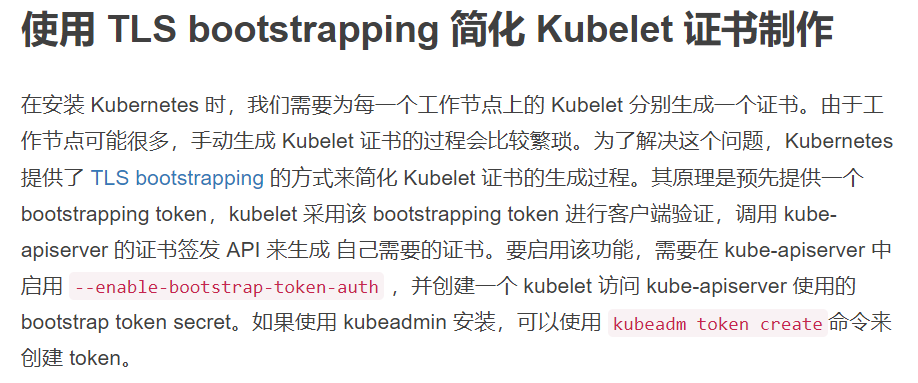 使用 TLS bootstrapping 简化 Kubelet 证书制作
在安装 Kubernetes 时，我们需要为每一个工作节点上的 Kubelet 分别生成一个证书。由于工
作节点可能很多，手动生成 Kubelet 证书的过程会比较繁琐。为了解决这个问题，Kubernetes
提供了 TLS bootstrapping 的方式来简化 Kubelet 证书的生成过程。其原理是预先提供一个
bootstrapping token，kubelet 采用该 bootstrapping token 进行客户端验证，调用 kube-
apiserver 的证书签发 API 来生成 自己需要的证书。要启用该功能，需要在 kube-apiserver 中
启用 --enable-bootstrap-token-auth ，并创建一个 kubelet 访问 kube-apiserver 使用的
bootstrap token secret。如果使用 kubeadmin 安装，可以使用 kubeadm token create命令来
创建 token。